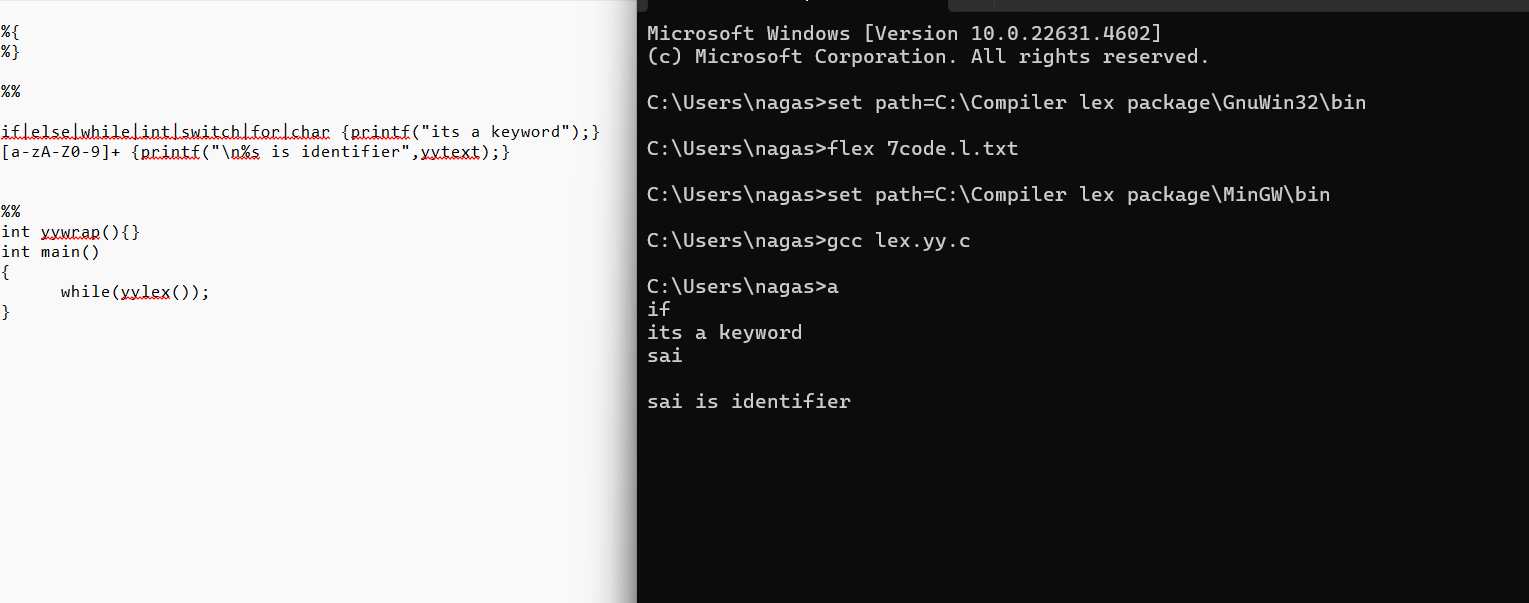 %{
%}
%%
if|else|while|int|switch|for|char {printf("its a keyword");}
[a-zA-Z0-9]+ {printf("\n%s is identifier",yytext);}
%%
int yywrap(){}
int main()
{
while(yylex());
}
Microsoft Windows [Version 10.0.22631.4602]
(c) Microsoft Corporation. All rights reserved.
C:\Users\nagas>set path=C:\Compiler lex package\GnuWin32\bin
C:\Users\nagas>flex 7code.l.txt
C:\Users\nagas>set path=C:\Compiler lex package\MinGW\bin
C:\Users\nagas>gcc lex.yy.c
C:\Users\nagas>a
if
its a keyword
sai
sai is identifier